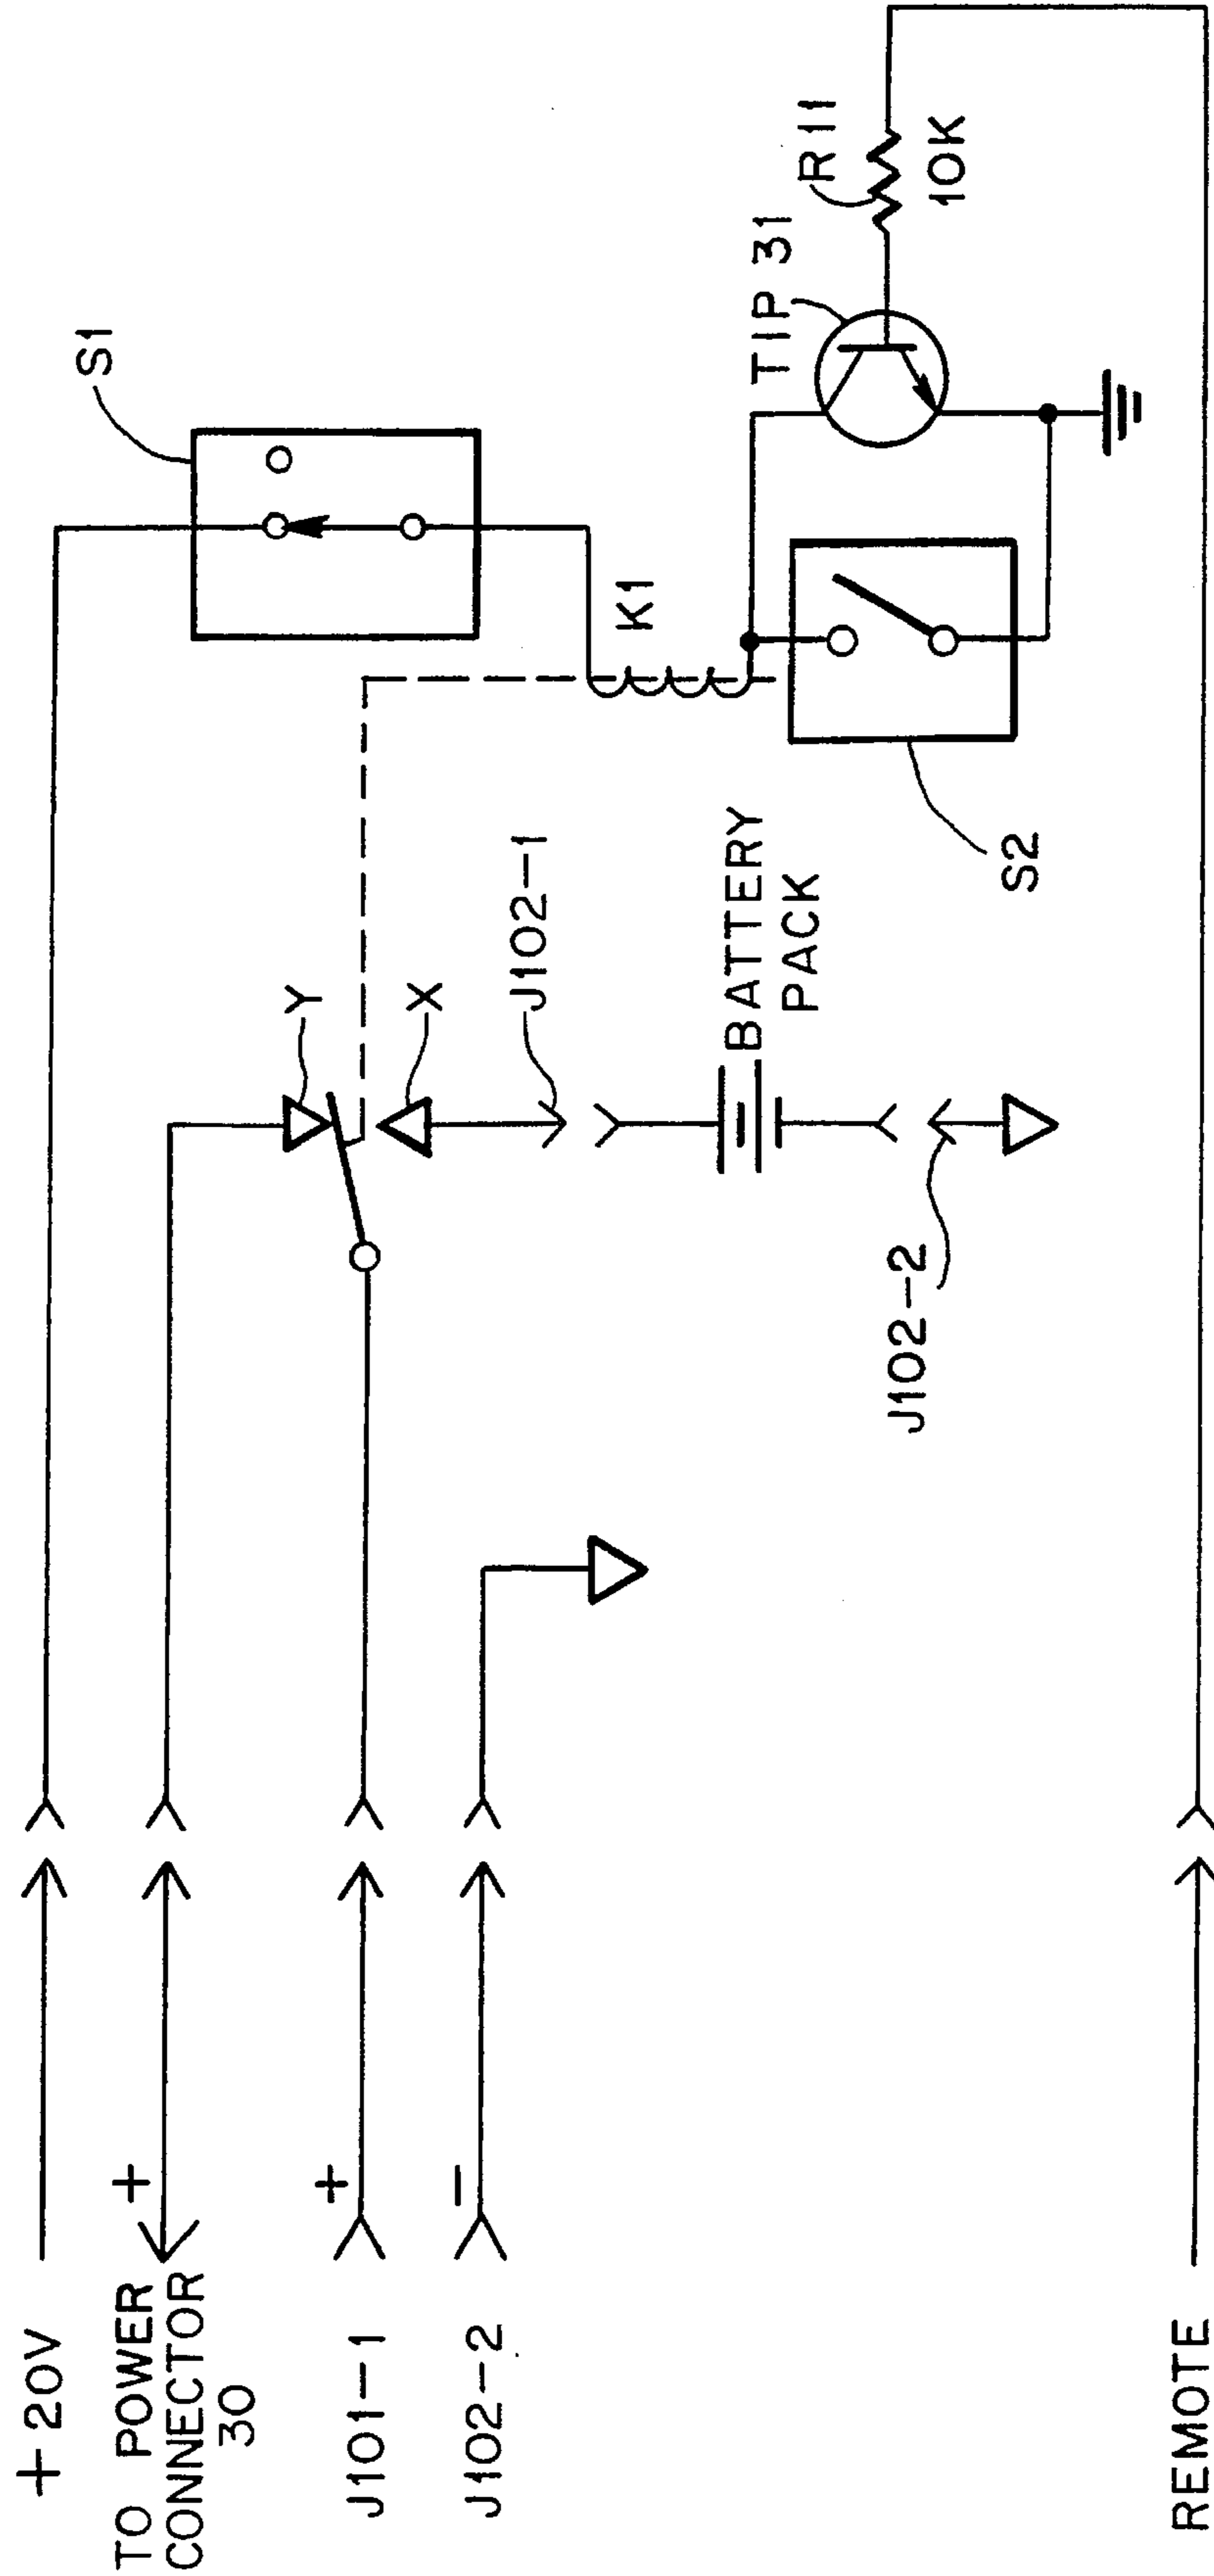 +20V
TO POWER
CONNECTOR
30
+
J101-1
+
J102-2
-
REMOTE
S1
Y
X
J102-1
K1
BATTERY
PACK
J102-2
S2
TIP 31
R11
10K